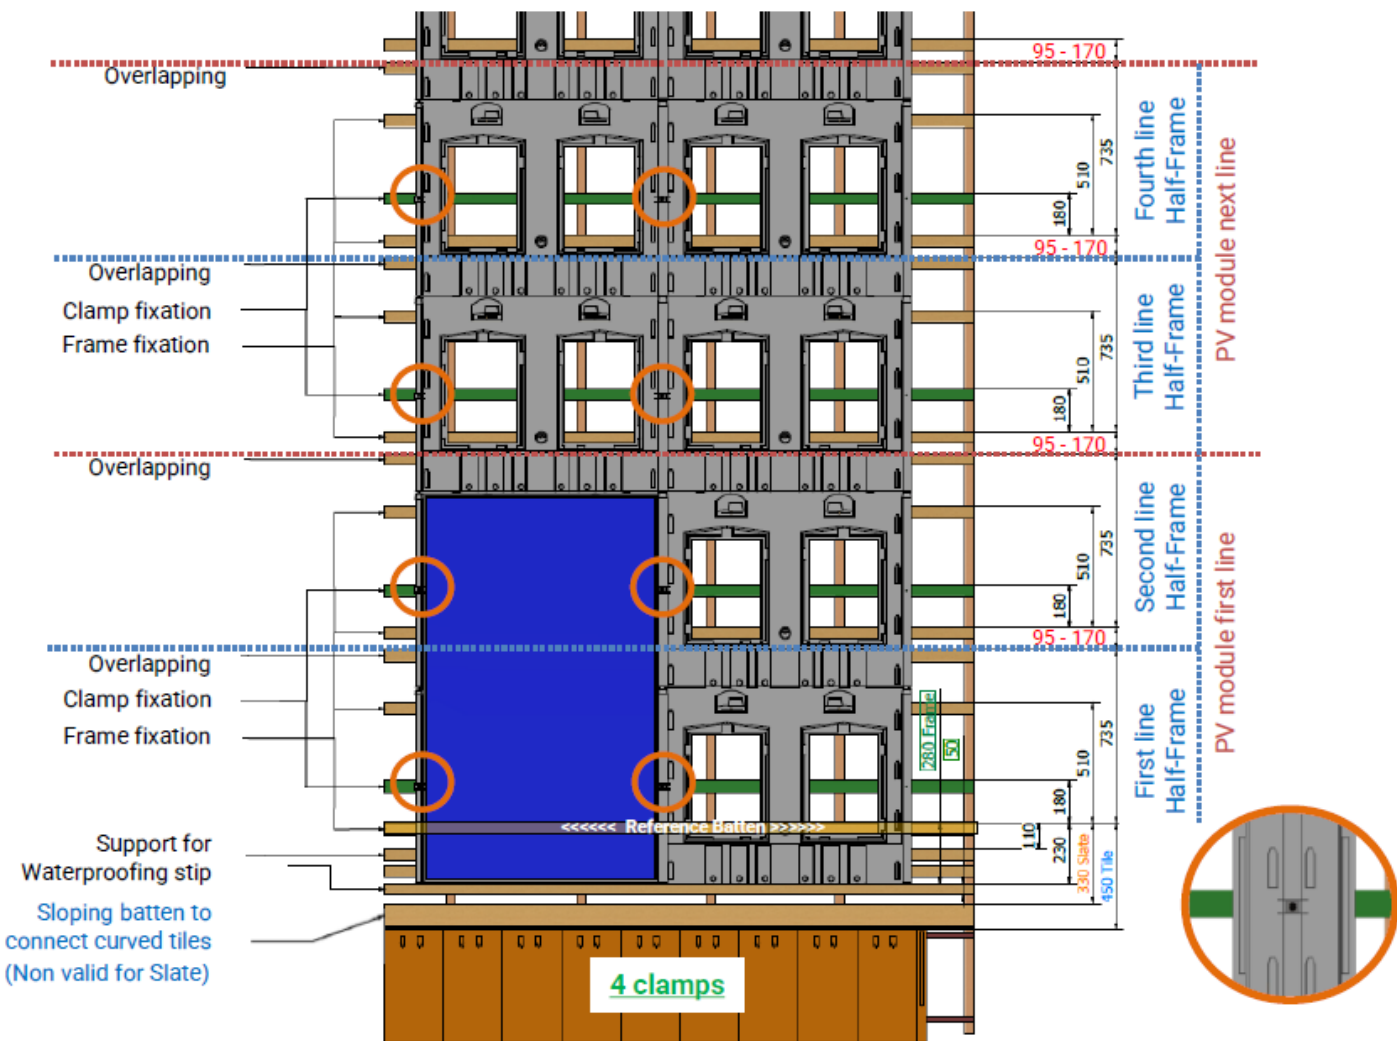 95 - 170
Overlapping
735
510
180
Fourth line
Half-Frame
PV module next line
95 - 170
Overlapping
Clamp fixation
Frame fixation
735
510
180
Third line
Half-Frame
95 - 170
Overlapping
735
510
180
Second line
Half-Frame
PV module first line
95 - 170
Overlapping
Clamp fixation
Frame fixation
280 Frame
50
735
510
180
First line
Half-Frame
<<<<<< Reference Batten >>>>>>
110
230
330 Slate
450 Tile
Support for
Waterproofing stip
Sloping batten to
connect curved tiles
(Non valid for Slate)
4 clamps